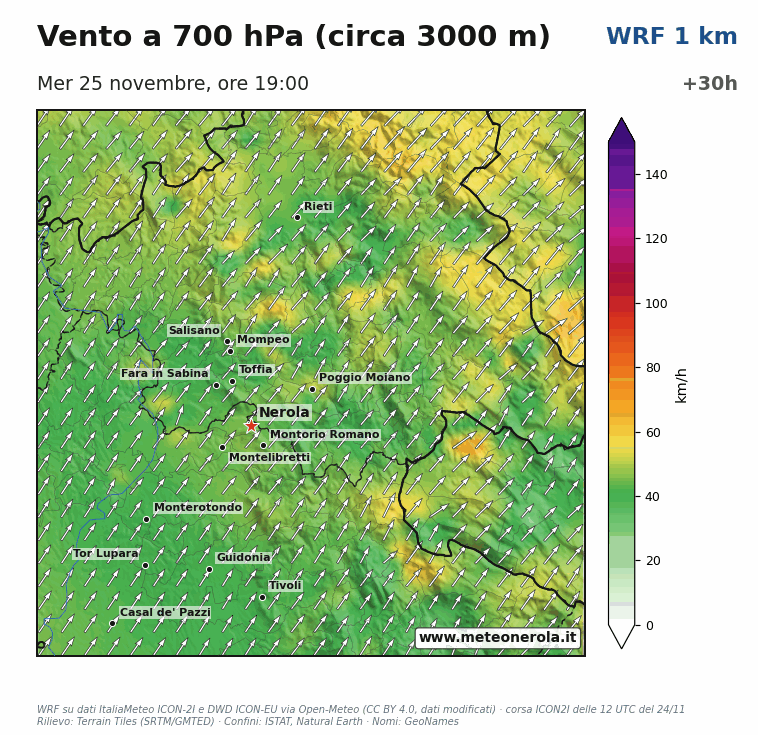 Vento a 700 hPa (circa 3000 m)
WRF 1 km
Mer 25 novembre, ore 19:00
+30h
Rieti
Salisano
Mompeo
Fara in Sabina
Toffia
Poggio Moiano
Nerola
Montorio Romano
Montelibretti
Monterotondo
Tor Lupara
Guidonia
Tivoli
Casal de' Pazzi
www.meteonerola.it
140
120
100
80
60
40
20
0
km/h
WRF su dati ItaliaMeteo ICON-2I e DWD ICON-EU via Open-Meteo (CC BY 4.0, dati modificati) · corsa ICON2I delle 12 UTC del 24/11
Rilievo: Terrain Tiles (SRTM/GMTED) · Confini: ISTAT, Natural Earth · Nomi: GeoNames